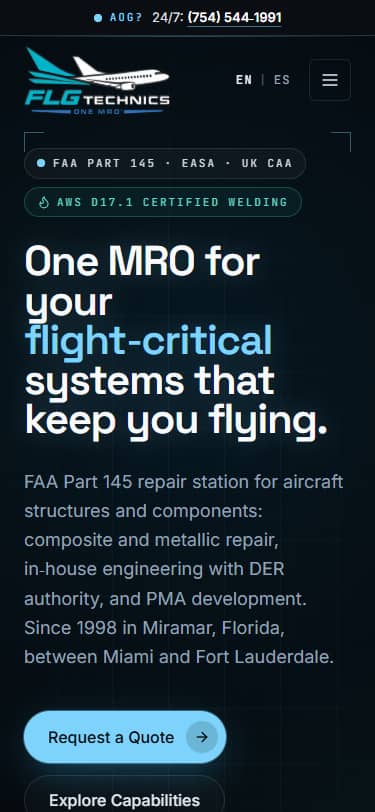 AOG? 24/7: (754) 544-1991
FLG TECHNICS
ONE MRO
EN | ES
FAA PART 145 · EASA · UK CAA
AWS D17.1 CERTIFIED WELDING
One MRO for
your
flight-critical
systems that
keep you flying.
FAA Part 145 repair station for aircraft
structures and components:
composite and metallic repair,
in-house engineering with DER
authority, and PMA development.
Since 1998 in Miramar, Florida,
between Miami and Fort Lauderdale.
Request a Quote
Explore Capabilities